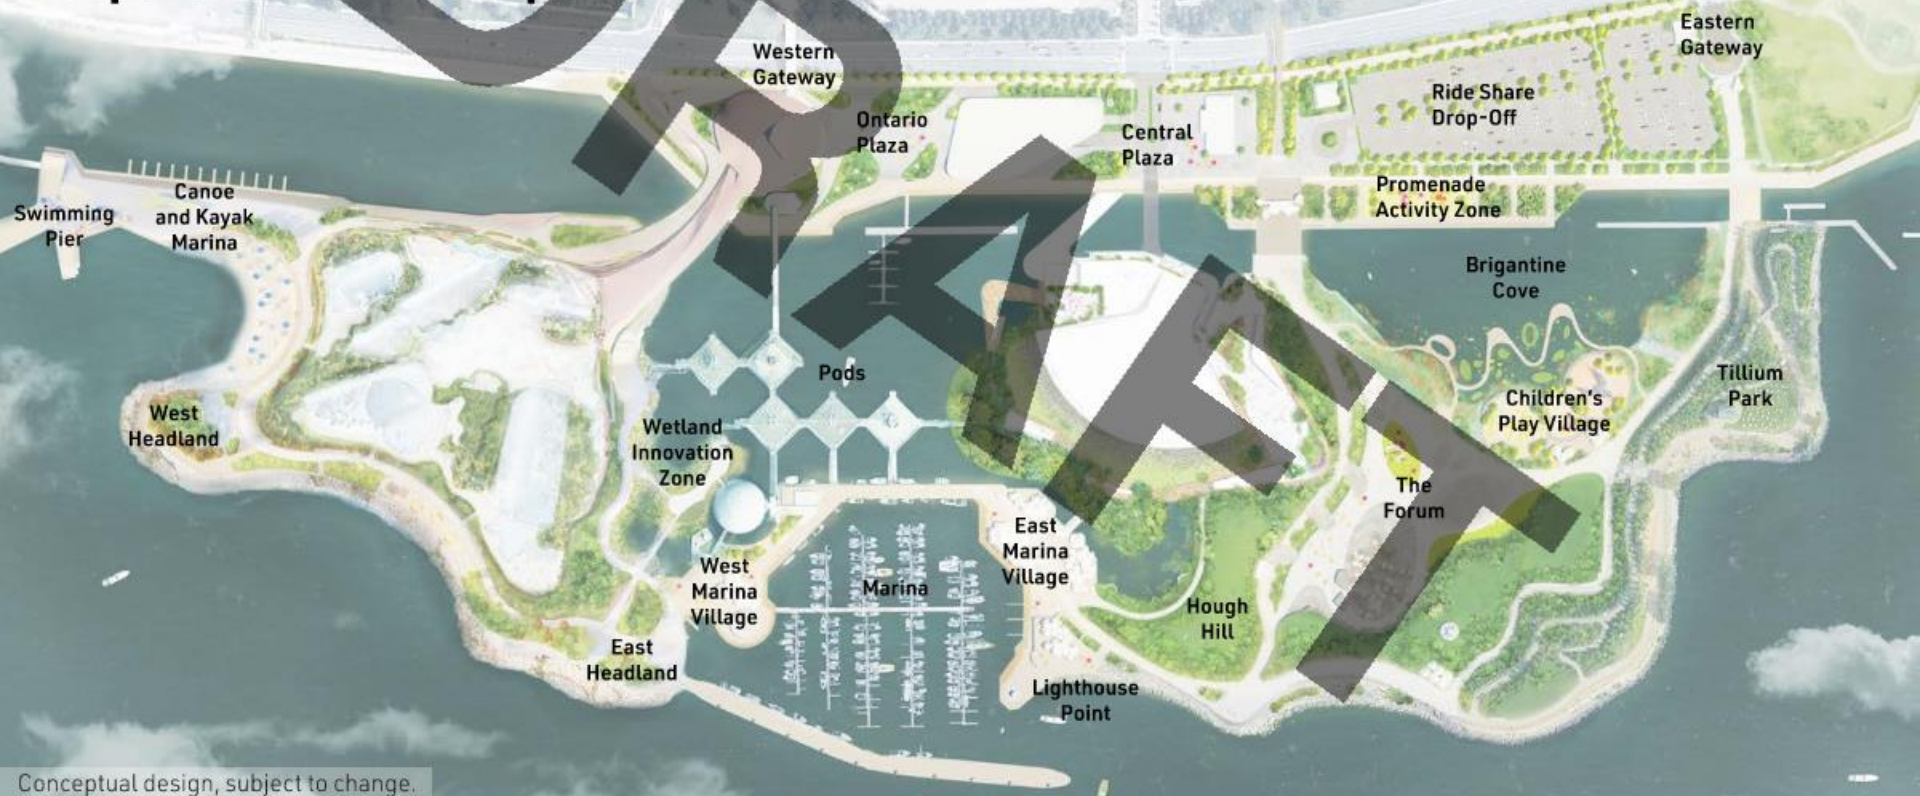 Western
Gateway
Eastern
Gateway
Ontario
Plaza
Central
Plaza
Ride Share
Drop-Off
Promenade
Activity Zone
Swimming
Pier
Canoe
and Kayak
Marina
Brigantine
Cove
West
Headland
Pods
Wetland
Innovation
Zone
Children's
Play Village
Tillium
Park
The
Forum
East
Marina
Village
West
Marina
Village
Marina
Hough
Hill
East
Headland
Lighthouse
Point
DRAFT
Conceptual design, subject to change.